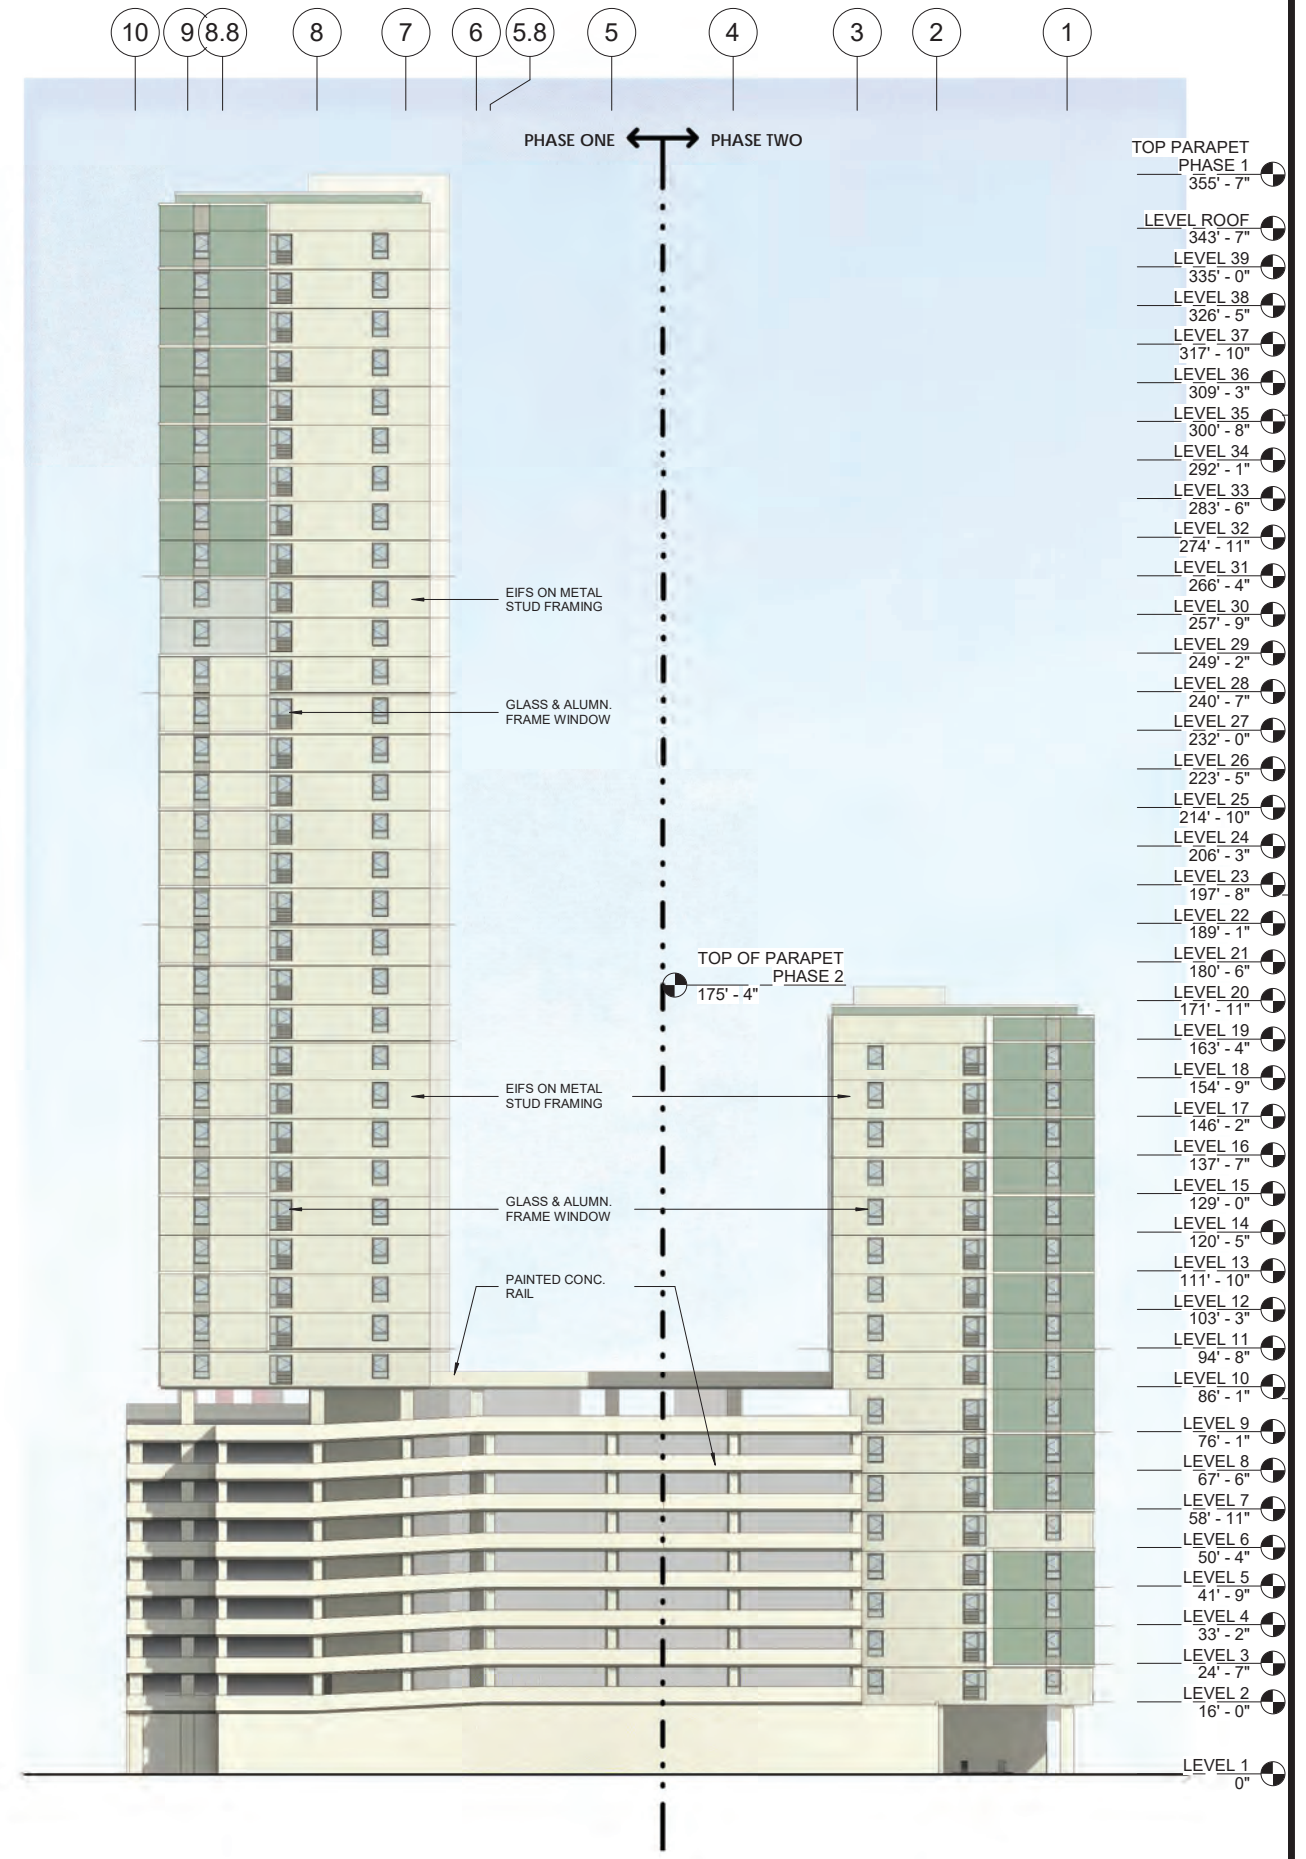 10
9
8.8
8
7
6
5.8
5
4
3
2
1
PHASE ONE
PHASE TWO
TOP PARAPET
PHASE 1
355' - 7"
LEVEL ROOF
343' - 7"
LEVEL 39
335' - 0"
LEVEL 38
326' - 5"
LEVEL 37
317' - 10"
LEVEL 36
309' - 3"
LEVEL 35
300' - 8"
LEVEL 34
292' - 1"
LEVEL 33
283' - 6"
LEVEL 32
274' - 11"
LEVEL 31
266' - 4"
LEVEL 30
257' - 9"
LEVEL 29
249' - 2"
LEVEL 28
240' - 7"
LEVEL 27
232' - 0"
LEVEL 26
223' - 5"
LEVEL 25
214' - 10"
LEVEL 24
206' - 3"
LEVEL 23
197' - 8"
LEVEL 22
189' - 1"
LEVEL 21
180' - 6"
LEVEL 20
171' - 11"
LEVEL 19
163' - 4"
LEVEL 18
154' - 9"
LEVEL 17
146' - 2"
LEVEL 16
137' - 7"
LEVEL 15
129' - 0"
LEVEL 14
120' - 5"
LEVEL 13
111' - 10"
LEVEL 12
103' - 3"
LEVEL 11
94' - 8"
LEVEL 10
86' - 1"
LEVEL 9
76' - 1"
LEVEL 8
67' - 6"
LEVEL 7
58' - 11"
LEVEL 6
50' - 4"
LEVEL 5
41' - 9"
LEVEL 4
33' - 2"
LEVEL 3
24' - 7"
LEVEL 2
16' - 0"
LEVEL 1
0"
EIFS ON METAL
STUD FRAMING
GLASS & ALUMN.
FRAME WINDOW
TOP OF PARAPET
PHASE 2
175' - 4"
EIFS ON METAL
STUD FRAMING
GLASS & ALUMN.
FRAME WINDOW
PAINTED CONC.
RAIL